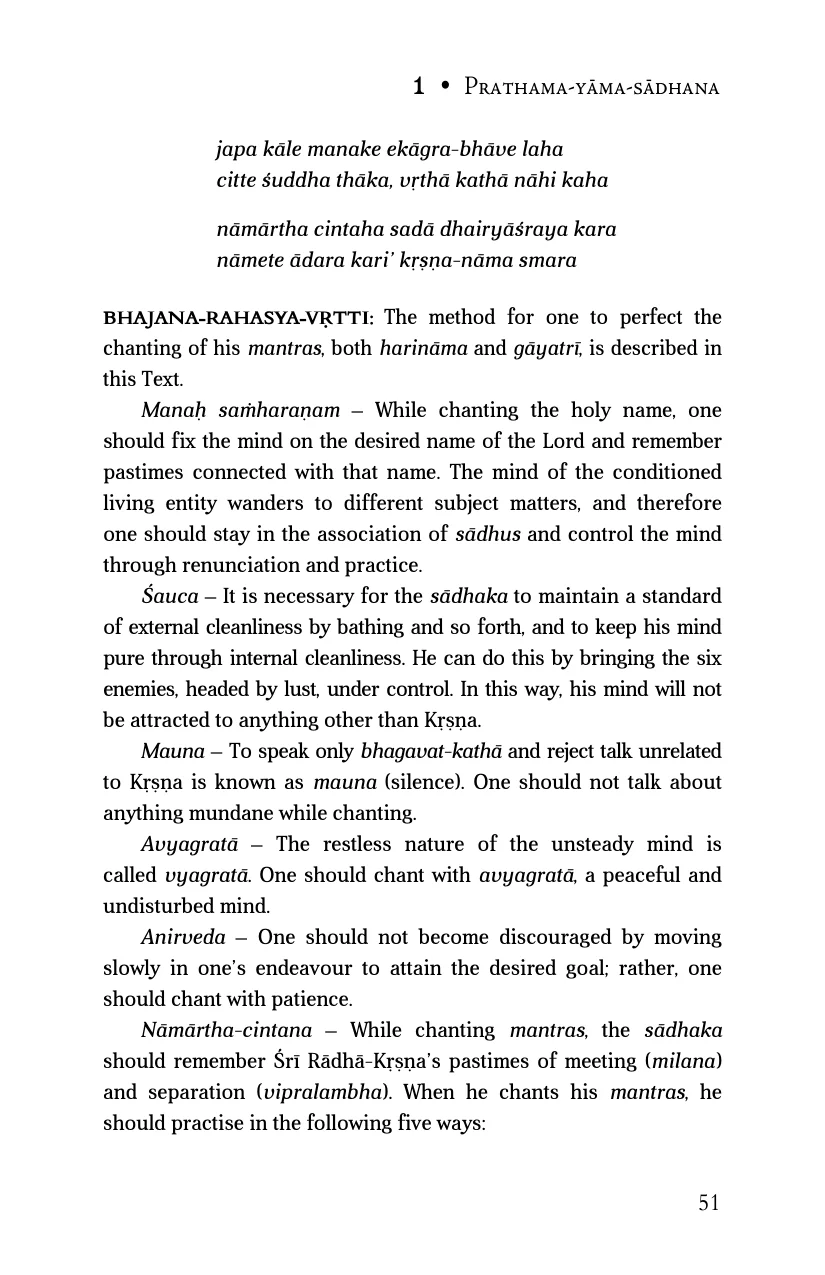 1 • Prathama-yāma-sādhana
japa kāle manake ekāgra-bhāve laha
citte śuddha thāka, vṛthā kathā nāhi kaha
nāmārtha cintaha sadā dhairyāśraya kara
nāmete ādara kari’ kṛṣṇa-nāma smara
BHAJANA-RAHASYA-VṚTTI: The method for one to perfect the
chanting of his mantras, both harināma and gāyatrī, is described in
this Text.
Manaḥ saṁharaṇam – While chanting the holy name, one
should fix the mind on the desired name of the Lord and remember
pastimes connected with that name. The mind of the conditioned
living entity wanders to different subject matters, and therefore
one should stay in the association of sādhus and control the mind
through renunciation and practice.
Śauca – It is necessary for the sādhaka to maintain a standard
of external cleanliness by bathing and so forth, and to keep his mind
pure through internal cleanliness. He can do this by bringing the six
enemies, headed by lust, under control. In this way, his mind will not
be attracted to anything other than Kṛṣṇa.
Mauna – To speak only bhagavat-kathā and reject talk unrelated
to Kṛṣṇa is known as mauna (silence). One should not talk about
anything mundane while chanting.
Avyagratā – The restless nature of the unsteady mind is
called vyagratā. One should chant with avyagratā, a peaceful and
undisturbed mind.
Anirveda – One should not become discouraged by moving
slowly in one’s endeavour to attain the desired goal; rather, one
should chant with patience.
Nāmārtha-cintana – While chanting mantras, the sādhaka
should remember Śrī Rādhā-Kṛṣṇa’s pastimes of meeting (milana)
and separation (vipralambha). When he chants his mantras, he
should practise in the following five ways:
51